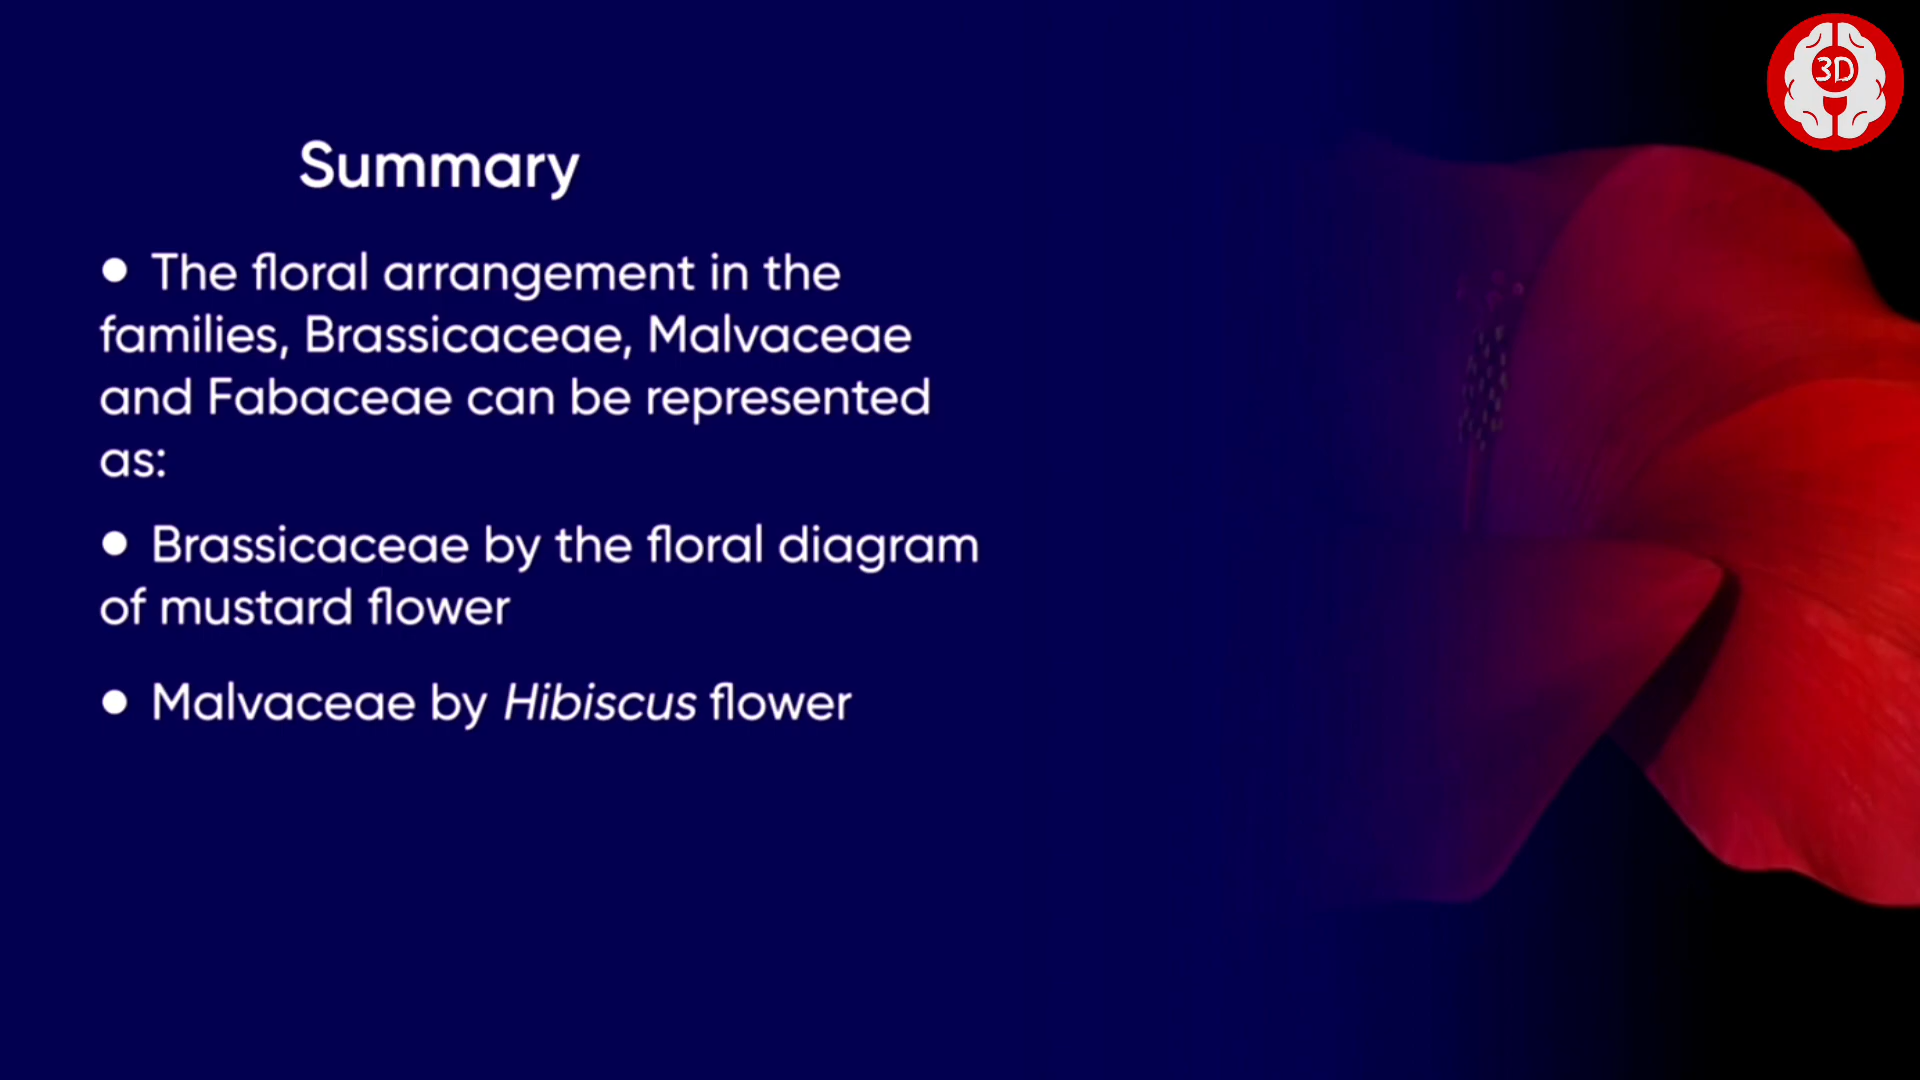 3D
Summary
● The floral arrangement in the
families, Brassicaceae, Malvaceae
and Fabaceae can be represented
as:
● Brassicaceae by the floral diagram
of mustard flower
● Malvaceae by Hibiscus flower